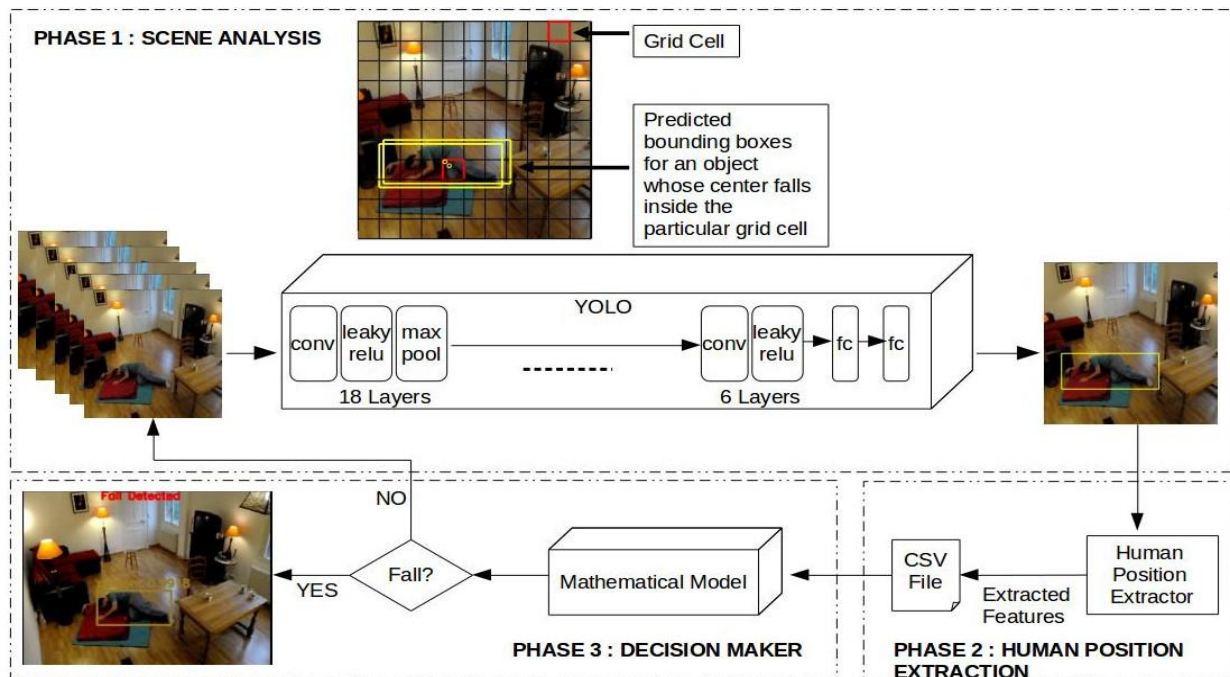 PHASE 1 : SCENE ANALYSIS
Grid Cell
Predicted
bounding boxes
for an object
whose center falls
inside the
particular grid cell
YOLO
conv
leaky
relu
max
pool
conv
leaky
relu
fc
fc
18 Layers
6 Layers
NO
Fall Detected
YES
Fall?
Mathematical Model
CSV
File
Extracted
Features
Human
Position
Extractor
PHASE 3 : DECISION MAKER
PHASE 2 : HUMAN POSITION
EXTRACTION